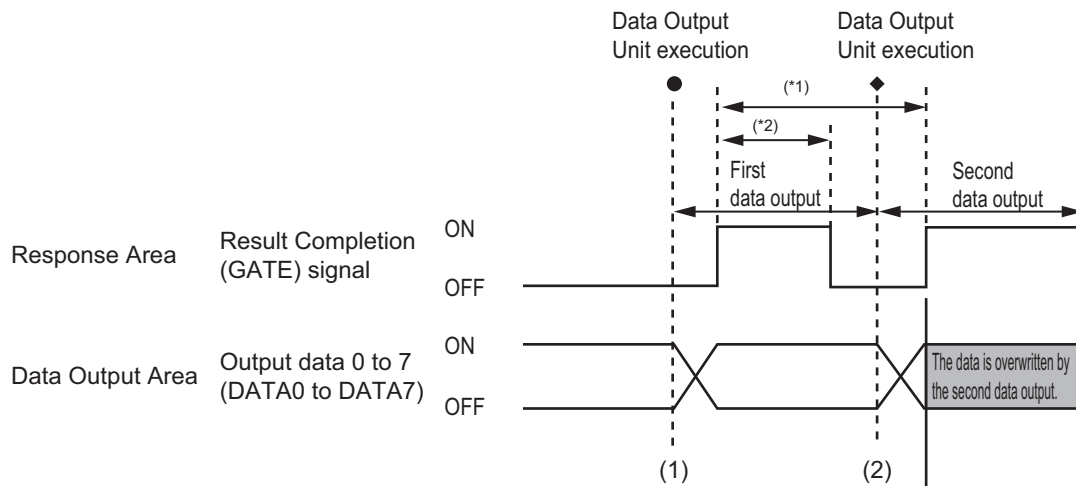 Data Output
Unit execution
Data Output
Unit execution
(*1)
(*2)
First
data output
Second
data output
Response Area
Result Completion
(GATE) signal
ON
OFF
Data Output Area
Output data 0 to 7
(DATA0 to DATA7)
ON
OFF
The data is overwritten by
the second data output.
(1)
(2)